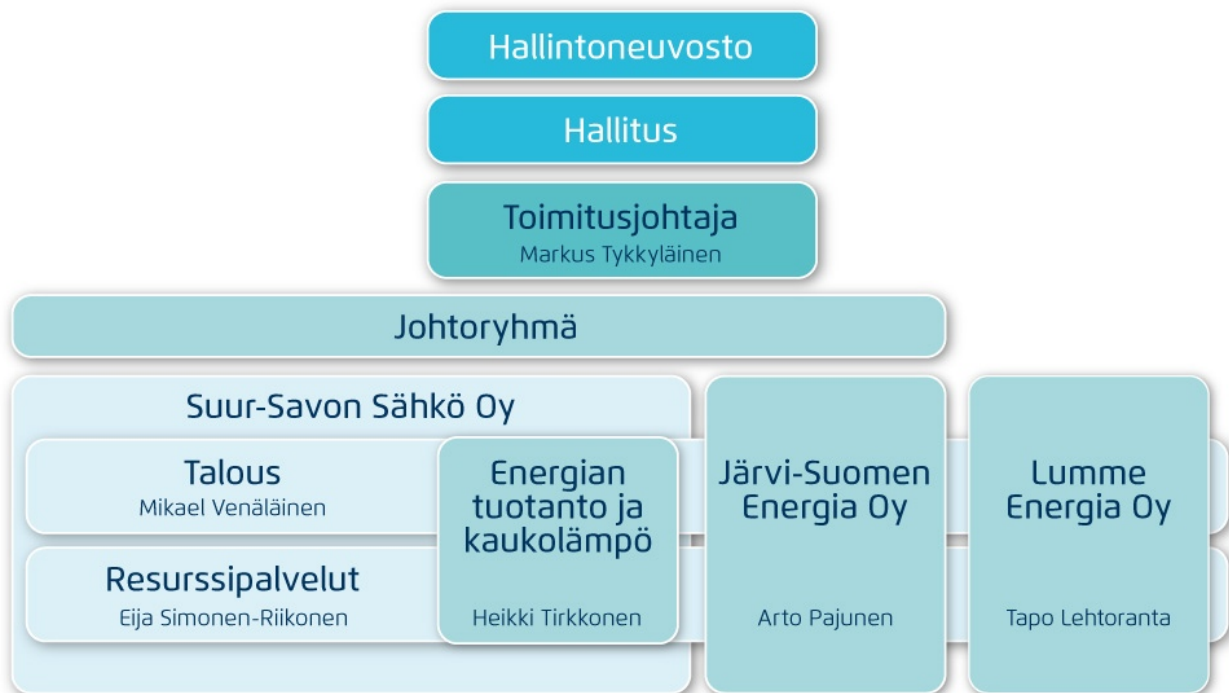 Hallintoneuvosto
Hallitus
Toimitusjohtaja
Markus Tykkyläinen
Johtoryhmä
Suur-Savon Sähkö Oy
Talous
Mikael Venäläinen
Resurssipalvelut
Eija Simonen-Riikonen
Energian
tuotanto ja
kaukolämpö
Heikki Tirkkonen
Järvi-Suomen
Energia Oy
Arto Pajunen
Lumme
Energia Oy
Tapo Lehtoranta